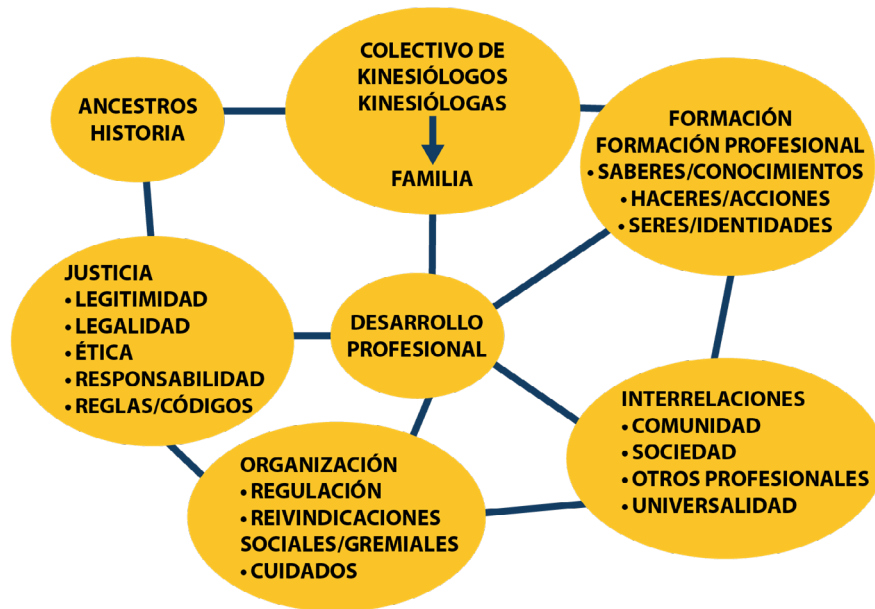 COLECTIVO DE
KINESIÓLOGOS
KINESIÓLOGAS
FAMILIA
ANCESTROS
HISTORIA
FORMACIÓN
FORMACIÓN PROFESIONAL
• SABERES/CONOCIMIENTOS
• HACERES/ACCIONES
• SERES/IDENTIDADES
JUSTICIA
• LEGITIMIDAD
• LEGALIDAD
• ÉTICA
• RESPONSABILIDAD
• REGLAS/CÓDIGOS
DESARROLLO
PROFESIONAL
INTERRELACIONES
• COMUNIDAD
• SOCIEDAD
• OTROS PROFESIONALES
• UNIVERSALIDAD
ORGANIZACIÓN
• REGULACIÓN
• REIVINDICACIONES
SOCIALES/GREMIALES
• CUIDADOS